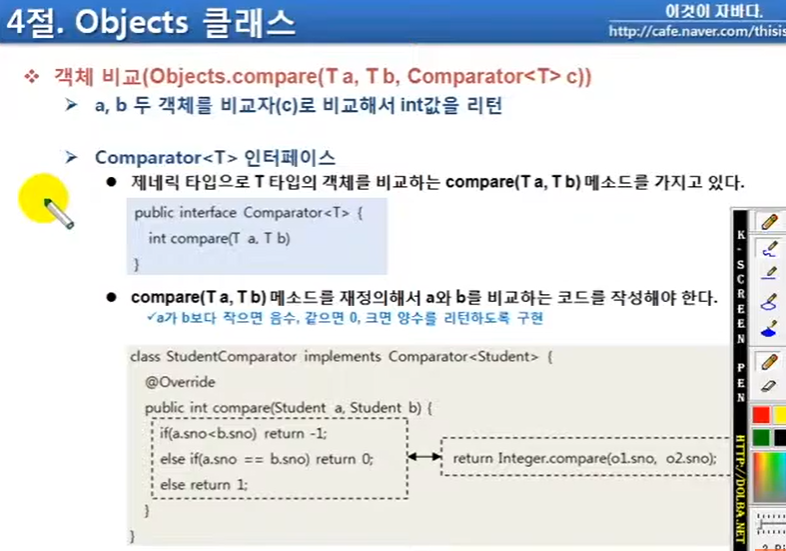 4절. Objects 클래스
이것이 자바다.
http://cafe.naver.com/thisis
객체 비교(Objects.compare(T a, T b, Comparator<T> c))
a, b 두 객체를 비교자(c)로 비교해서 int값을 리턴
Comparator<T> 인터페이스
제네릭 타입으로 T 타입의 객체를 비교하는 compare(T a, T b) 메소드를 가지고 있다.
public interface Comparator<T> {
int compare(T a, T b)
}
compare(T a, T b) 메소드를 재정의해서 a와 b를 비교하는 코드를 작성해야 한다.
✓a가 b보다 작으면 음수, 같으면 0, 크면 양수를 리턴하도록 구현
class StudentComparator implements Comparator<Student> {
@Override
public int compare(Student a, Student b) {
if(a.sno<b.sno) return -1;
else if(a.sno == b.sno) return 0;
else return 1;
}
}
return Integer.compare(o1.sno, o2.sno);
K-SCREEN PEN
HTTP://DOLBA.NET